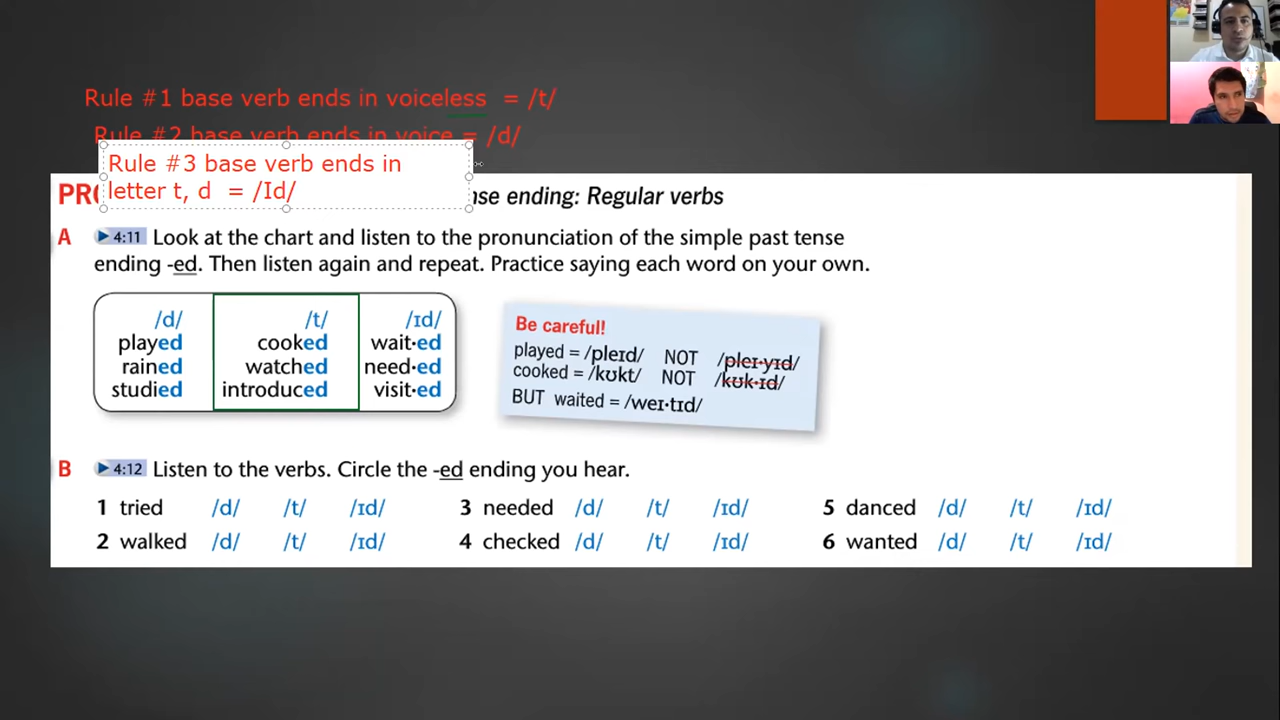 Rule #1 base verb ends in voiceless = /t/
Rule #2 base verb ends in voice = /d/
Rule #3 base verb ends in
letter t, d = /Id/
PRO
se ending: Regular verbs
A 4:11 Look at the chart and listen to the pronunciation of the simple past tense
ending -ed. Then listen again and repeat. Practice saying each word on your own.
/d/ /t/ /ɪd/
played cooked wait•ed
rained watched need•ed
studied introduced visit•ed
Be careful!
played = /pleɪd/ NOT /pleɪ•yɪd/
cooked = /kʊkt/ NOT /kʊk•ɪd/
BUT waited = /weɪ•tɪd/
B 4:12 Listen to the verbs. Circle the -ed ending you hear.
1 tried /d/ /t/ /ɪd/ 3 needed /d/ /t/ /ɪd/ 5 danced /d/ /t/ /ɪd/
2 walked /d/ /t/ /ɪd/ 4 checked /d/ /t/ /ɪd/ 6 wanted /d/ /t/ /ɪd/